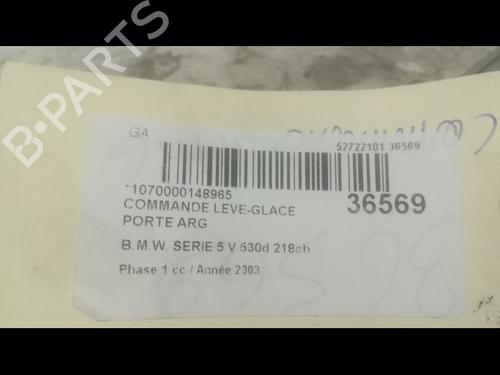 B-PARTS
GA
52722101 36569
*1070000148965
36569
COMMANDE LEVE-GLACE
PORTE ARG
B.M.W. SERIE 5 V 530d 218ch
Phase 1 cc / Année 2003